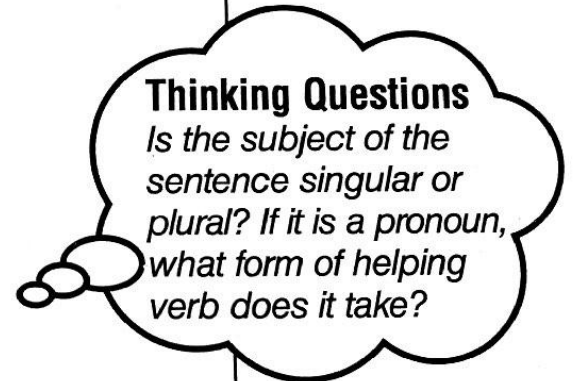 Thinking Questions
Is the subject of the
sentence singular or
plural? If it is a pronoun,
what form of helping
verb does it take?